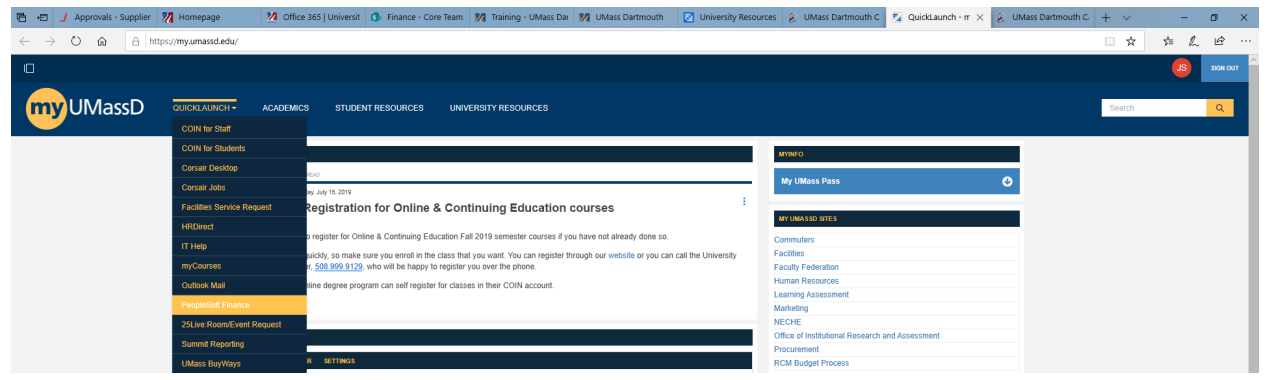 Approvals - Supplier
Homepage
Office 365 | Universit
Finance - Core Team
Training - UMass Dar
UMass Dartmouth
University Resources
UMass Dartmouth C
QuickLaunch - m
UMass Dartmouth C.
https://my.umassd.edu/
JS
SIGN OUT
myUMassD
QUICKLAUNCH
ACADEMICS
STUDENT RESOURCES
UNIVERSITY RESOURCES
Search
COIN for Staff
COIN for Students
Corsair Desktop
Corsair Jobs
Facilities Service Request
HRDirect
IT Help
myCourses
Outlook Mail
PeopleSoft Finance
25Live:Room/Event Request
Summit Reporting
UMass BuyWays
READ
July 15, 2019
Registration for Online & Continuing Education courses
register for Online & Continuing Education Fall 2019 semester courses if you have not already done so.
quickly, so make sure you enroll in the class that you want. You can register through our website or you can call the University
508.999.9129, who will be happy to register you over the phone.
degree program can self register for classes in their COIN account.
SETTINGS
MYINFO
My UMass Pass
MY UMASSD SITES
Commuters
Facilities
Faculty Federation
Human Resources
Learning Assessment
Marketing
NECHE
Office of Institutional Research and Assessment
Procurement
RCM Budget Process